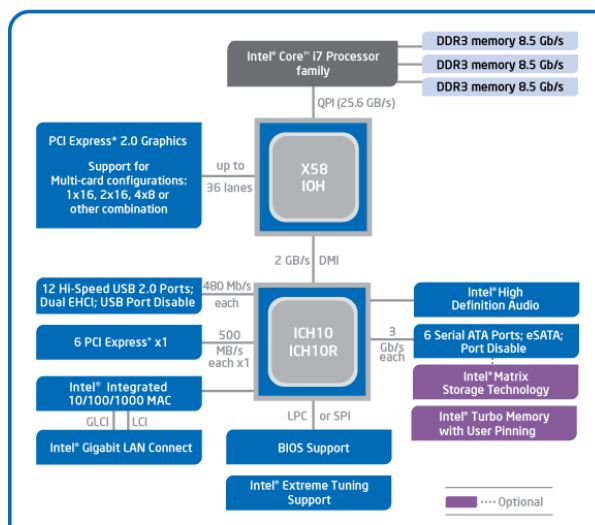 Intel® Core™ i7 Processor
family
DDR3 memory 8.5 Gb/s
DDR3 memory 8.5 Gb/s
DDR3 memory 8.5 Gb/s
QPI (25.6 GB/s)
PCI Express* 2.0 Graphics
Support for
Multi-card configurations:
1x16, 2x16, 4x8 or
other combination
up to
36 lanes
X58
IOH
2 GB/s DMI
12 Hi-Speed USB 2.0 Ports;
Dual EHCI; USB Port Disable
480 Mb/s
each
6 PCI Express* x1
500
MB/s
each x1
Intel® Integrated
10/100/1000 MAC
GLCI LCI
Intel® Gigabit LAN Connect
ICH10
ICH10R
Intel® High
Definition Audio
3
Gb/s
each
6 Serial ATA Ports; eSATA;
Port Disable
Intel® Matrix
Storage Technology
Intel® Turbo Memory
with User Pinning
LPC or SPI
BIOS Support
Intel® Extreme Tuning
Support
Optional